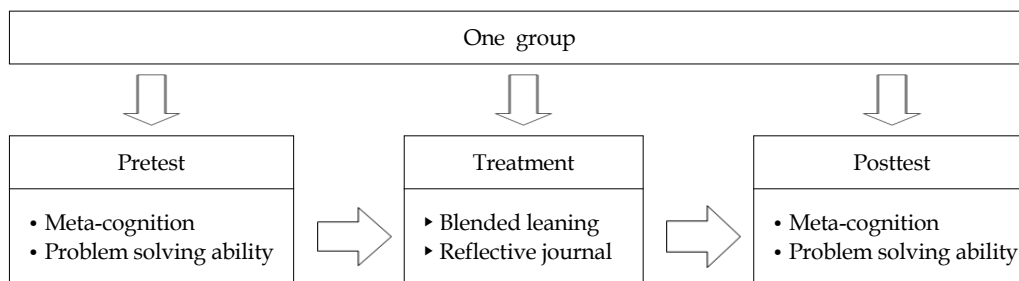 One group
Pretest
• Meta-cognition
• Problem solving ability
Treatment
▸ Blended leaning
▸ Reflective journal
Posttest
• Meta-cognition
• Problem solving ability